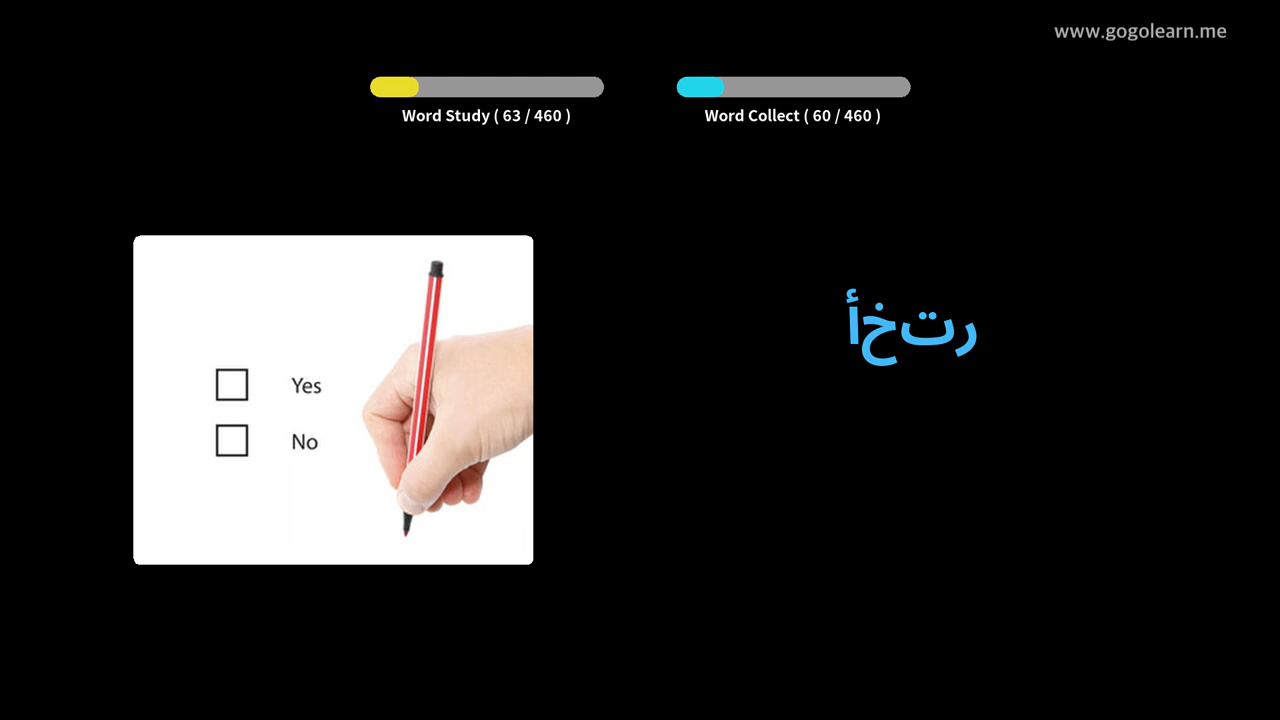 www.gogolearn.me
Word Study ( 63 / 460 )
Word Collect ( 60 / 460 )
رتخأ
Yes
No